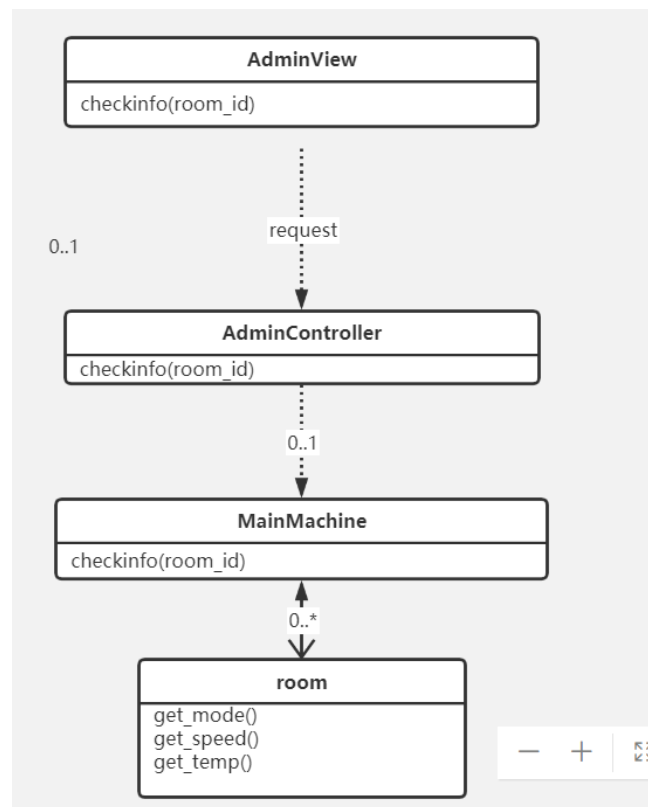 AdminView
checkinfo(room_id)
request
0..1
AdminController
checkinfo(room_id)
0..1
MainMachine
checkinfo(room_id)
0..*
room
get_mode()
get_speed()
get_temp()